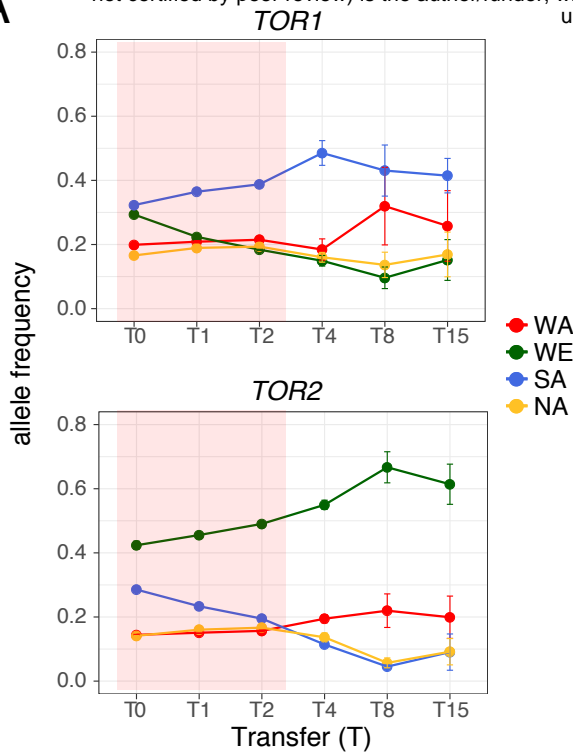 A
not certified by peer review) is the author/funder, w
TOR1
u
0.8
0.6
0.4
0.2
0.0
T0 T1 T2 T4 T8 T15
allele frequency
WA
WE
SA
NA
TOR2
0.8
0.6
0.4
0.2
0.0
T0 T1 T2 T4 T8 T15
Transfer (T)